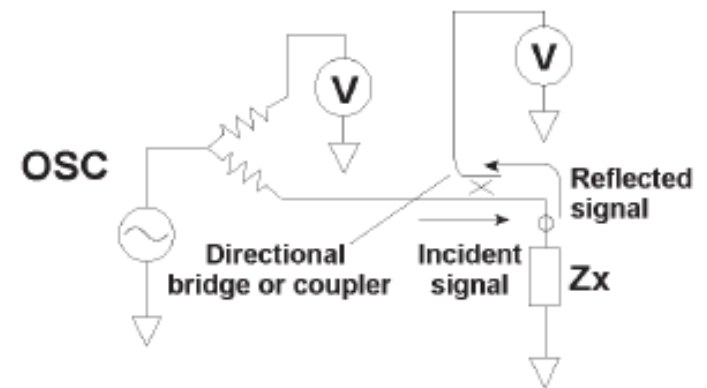 V
V
OSC
Reflected
signal
Directional
bridge or coupler
Incident
signal
Zx